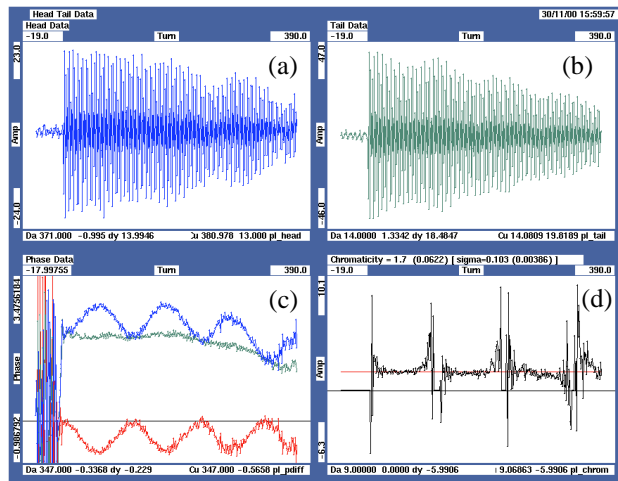 Head Tail Data
30/11/00 15:59:57
Head Data
-19.0 Turn 390.0
23.0
Amp
-24.0
(a)
Da 371.000 -0.995 dy 13.9946 Cu 380.978 13.000 pl_head
Tail Data
-19.0 Turn 390.0
47.0
Amp
-46.0
(b)
Da 14.0000 1.3342 dy 18.4847 Cu 14.0809 19.8189 pl_tail
Phase Data
-17.99755 Turn 390.0
Phase
-0.986792
(c)
Da 347.000 -0.3368 dy -0.229 Cu 347.000 -0.5658 pl_pdiff
Chromaticity = 1.7 (0.0622) [ sigma=0.103 (0.00386) ]
-19.0 Turn 390.0
10.1
Amp
-6.3
(d)
Da 9.00000 0.0000 dy -5.9906 9.06863 -5.9906 pl_chrom